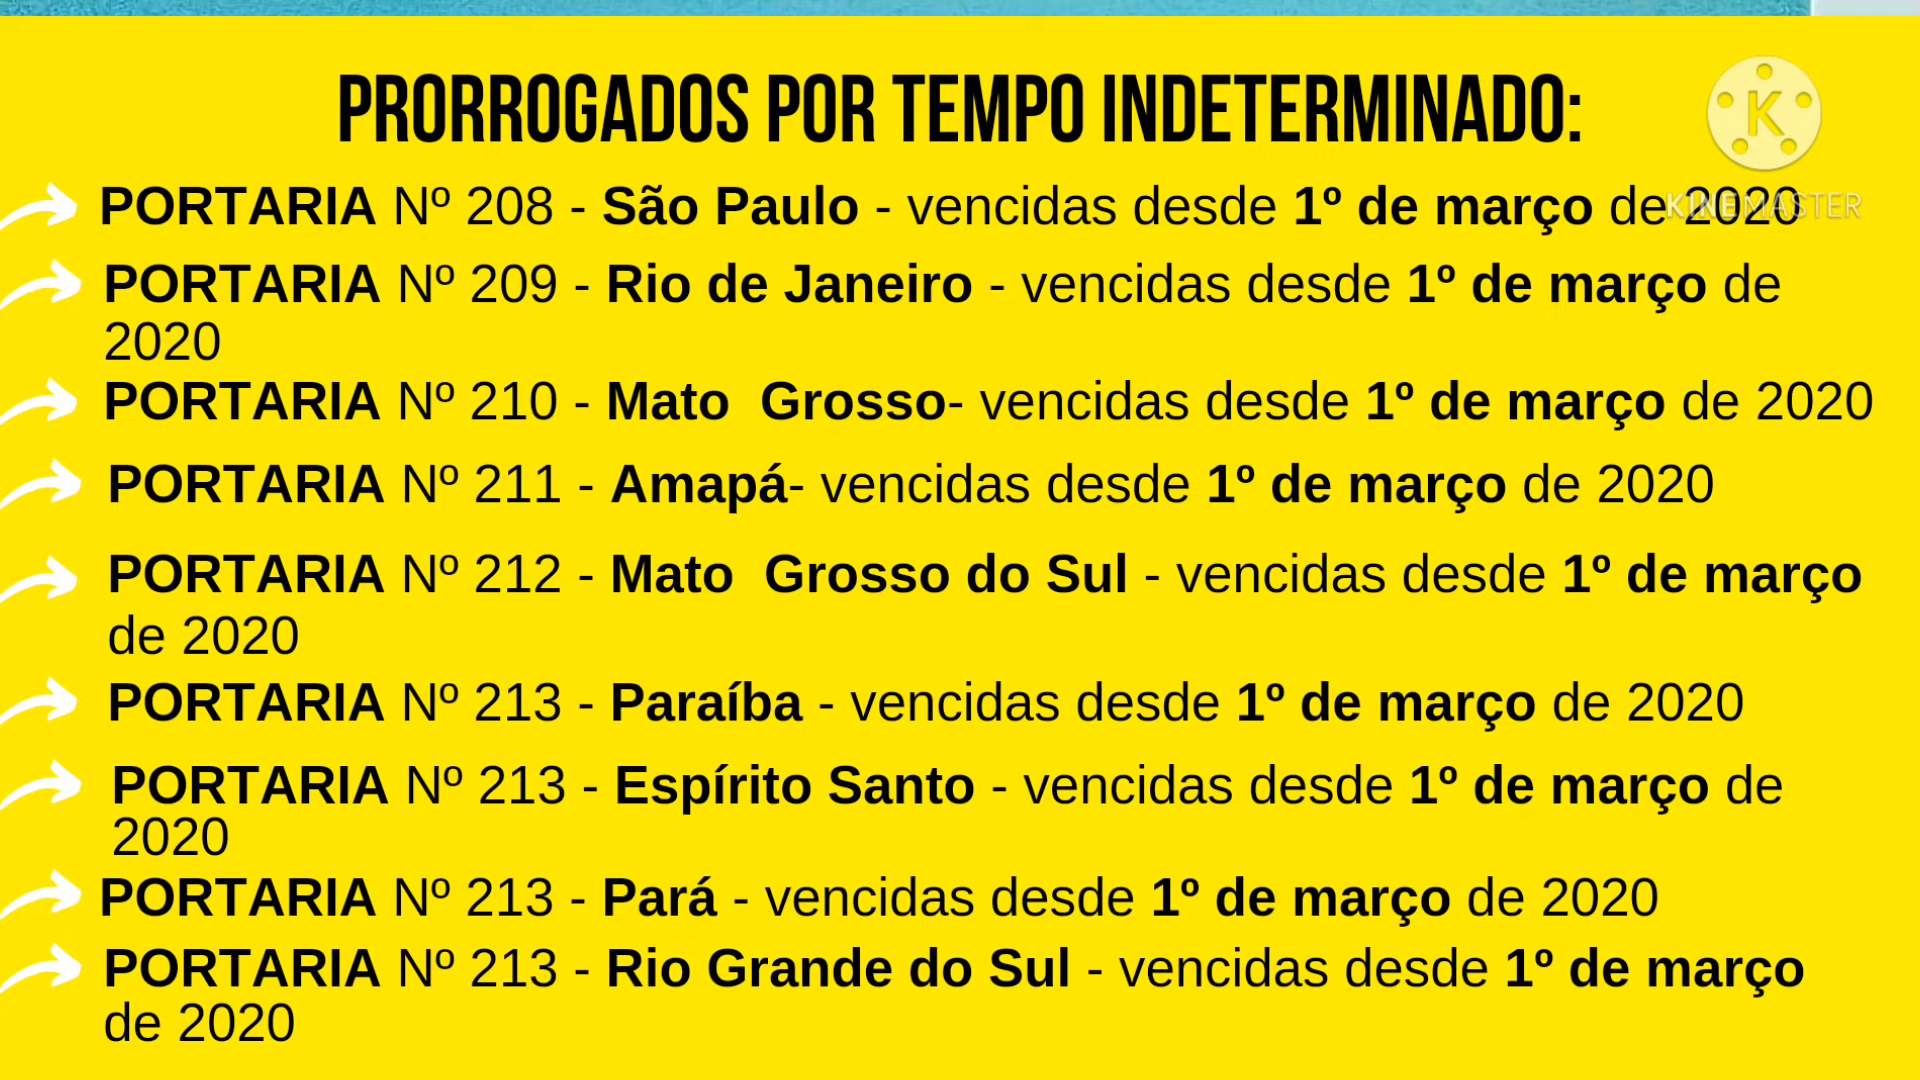 PRORROGADOS POR TEMPO INDETERMINADO:
K
KINEMASTER
PORTARIA Nº 208 - São Paulo - vencidas desde 1º de março de 2020
PORTARIA Nº 209 - Rio de Janeiro - vencidas desde 1º de março de
2020
PORTARIA Nº 210 - Mato  Grosso- vencidas desde 1º de março de 2020
PORTARIA Nº 211 - Amapá- vencidas desde 1º de março de 2020
PORTARIA Nº 212 - Mato  Grosso do Sul - vencidas desde 1º de março
de 2020
PORTARIA Nº 213 - Paraíba - vencidas desde 1º de março de 2020
PORTARIA Nº 213 - Espírito Santo - vencidas desde 1º de março de
2020
PORTARIA Nº 213 - Pará - vencidas desde 1º de março de 2020
PORTARIA Nº 213 - Rio Grande do Sul - vencidas desde 1º de março
de 2020